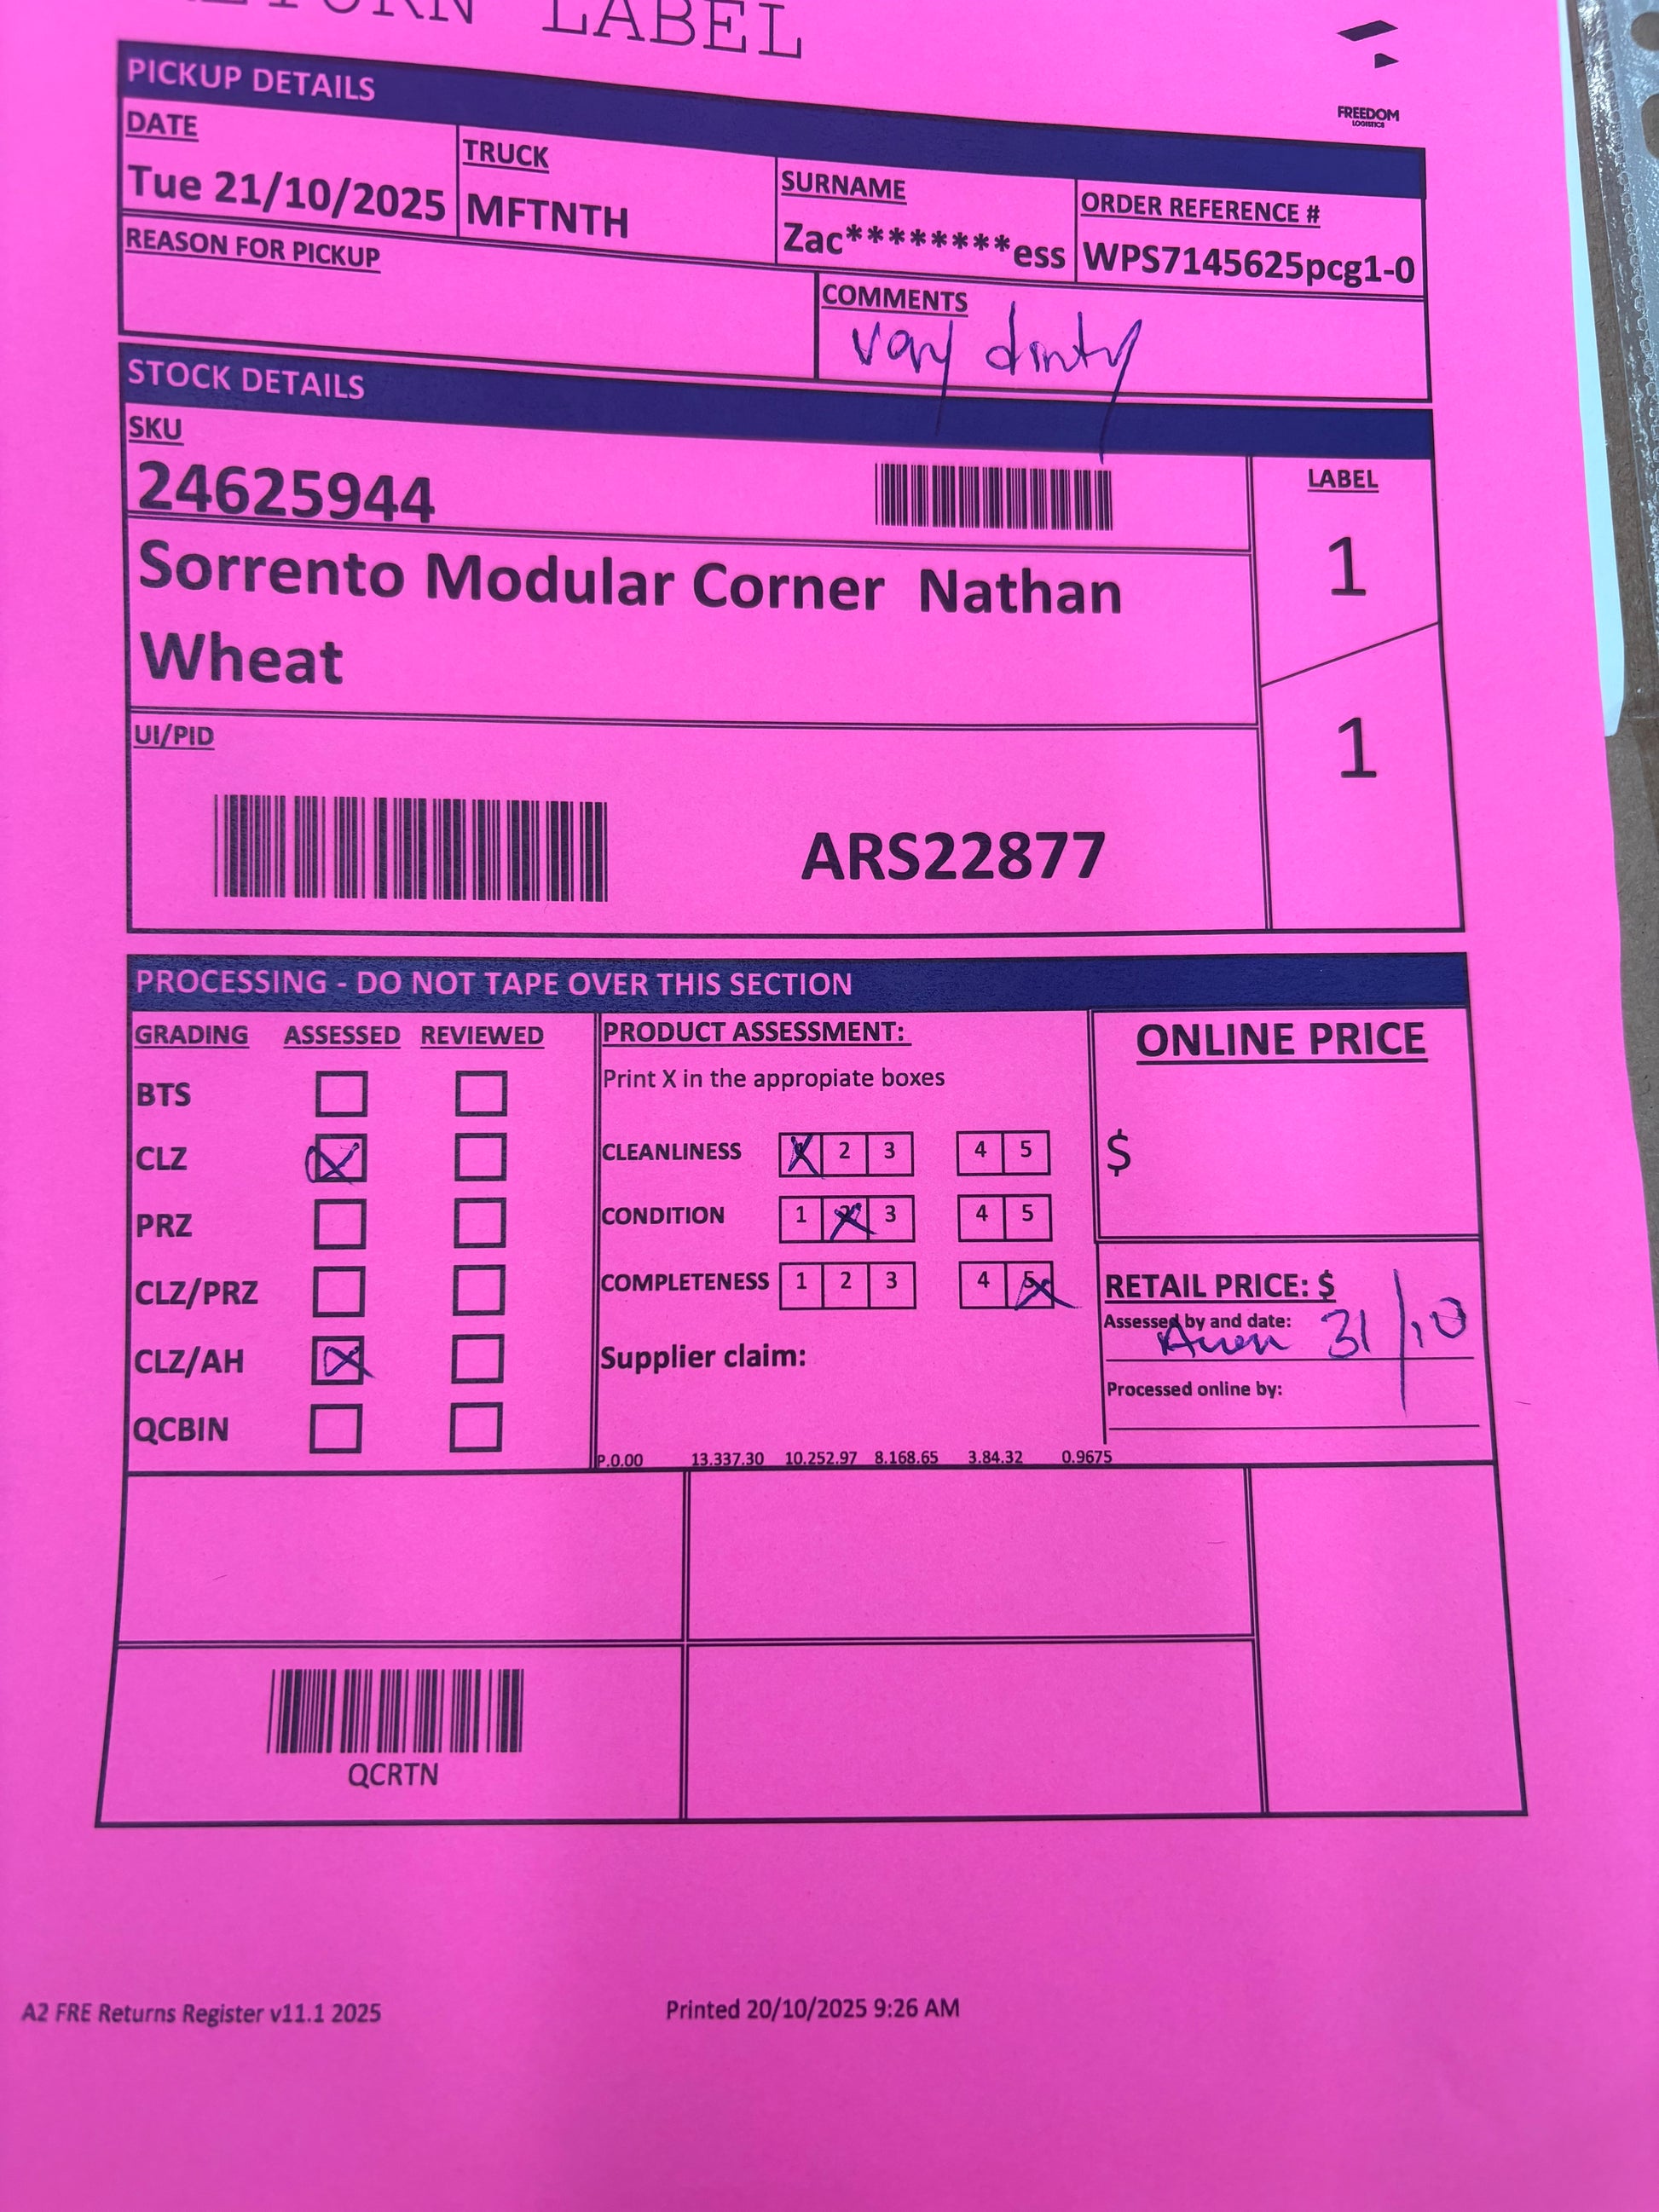 RETURN LABEL
FREEDOM
LOGISTICS
PICKUP DETAILS
DATE
Tue 21/10/2025
TRUCK
MFTNTH
SURNAME
Zac********ess
ORDER REFERENCE #
WPS7145625pcg1-0
REASON FOR PICKUP
COMMENTS
very dirty
STOCK DETAILS
SKU
24625944
LABEL
1
1
Sorrento Modular Corner Nathan
Wheat
UI/PID
ARS22877
PROCESSING - DO NOT TAPE OVER THIS SECTION
GRADING ASSESSED REVIEWED
BTS
CLZ
PRZ
CLZ/PRZ
CLZ/AH
QCBIN
PRODUCT ASSESSMENT:
Print X in the appropiate boxes
CLEANLINESS X 2 3 4 5
CONDITION 1 X 3 4 5
COMPLETENESS 1 2 3 4 5 X
Supplier claim:
P.0.00 13.337.30 10.252.97 8.168.65 3.84.32 0.9675
ONLINE PRICE
$
RETAIL PRICE: $
Assessed by and date:
31/10
Processed online by:
QCRTN
A2 FRE Returns Register v11.1 2025
Printed 20/10/2025 9:26 AM